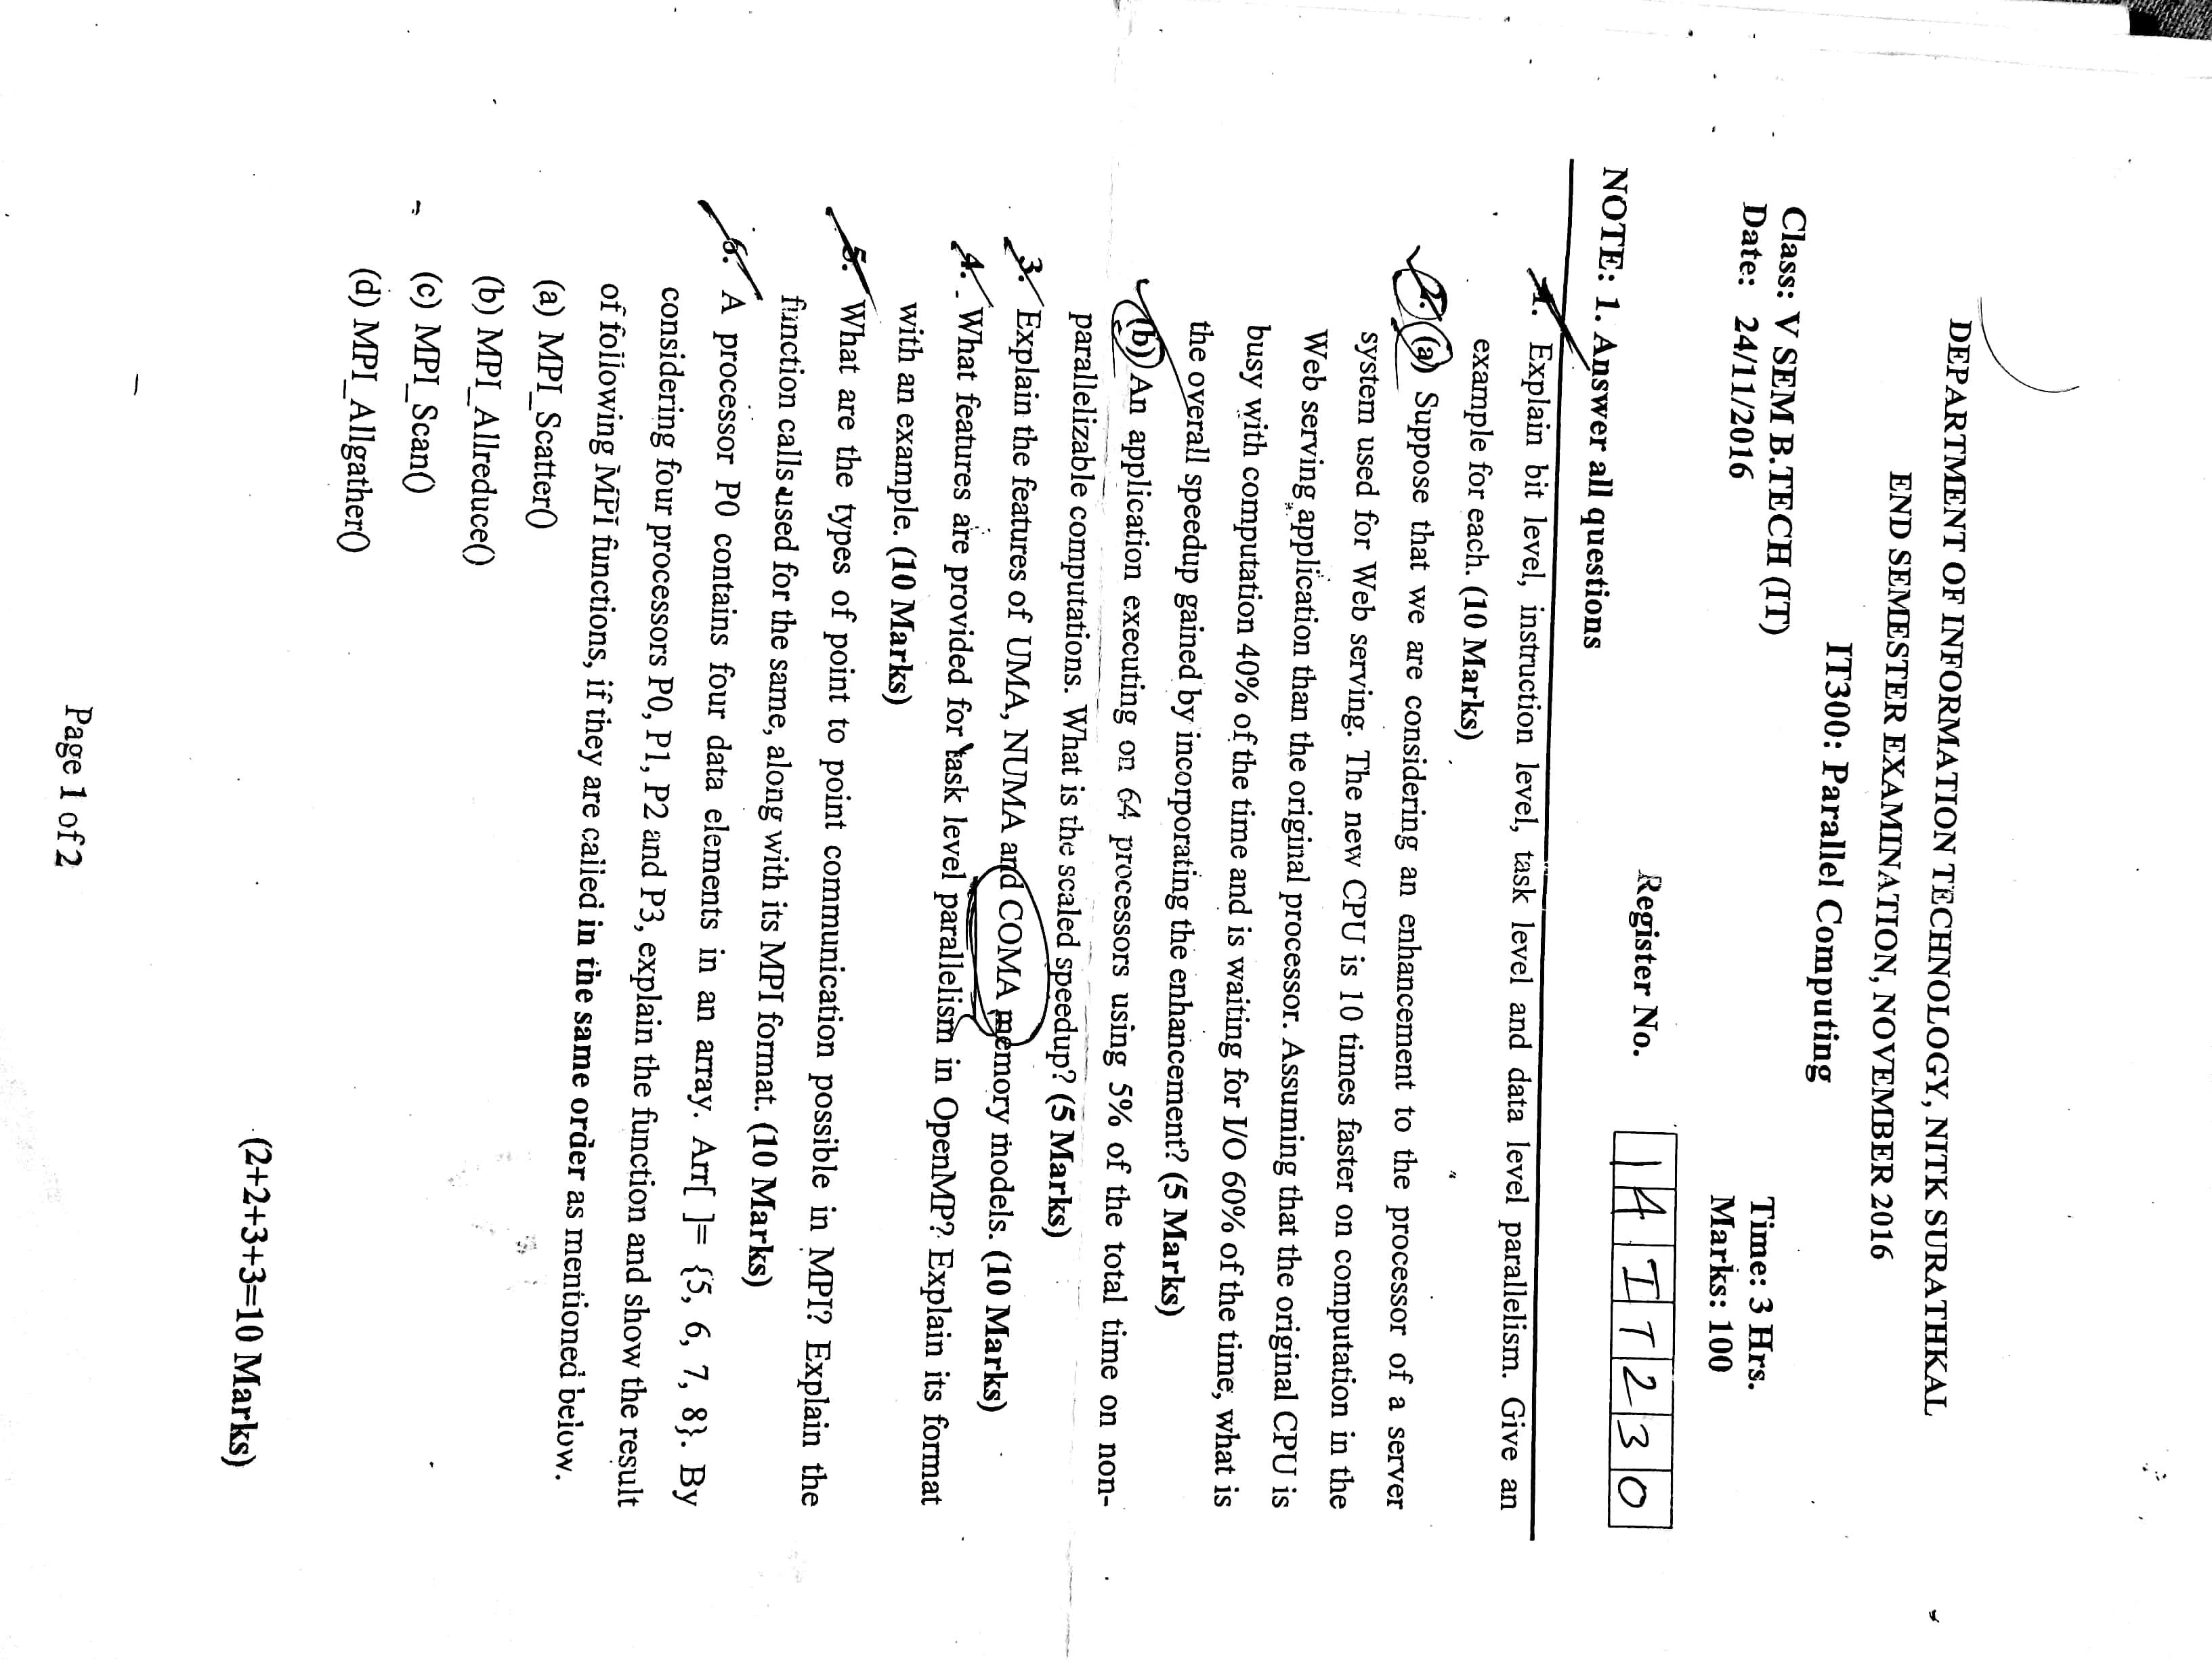 DEPARTMENT OF INFORMATION TECHNOLOGY, NITK SURATHKAL
END SEMESTER EXAMINATION, NOVEMBER 2016
IT300: Parallel Computing
Class: V SEM B.TECH (IT) Time: 3 Hrs.
Date: 24/11/2016 Marks: 100
Register No. 14IT230
NOTE: 1. Answer all questions
1. Explain bit level, instruction level, task level and data level parallelism. Give an
example for each. (10 Marks)
2. (a) Suppose that we are considering an enhancement to the processor of a server
system used for Web serving. The new CPU is 10 times faster on computation in the
Web serving application than the original processor. Assuming that the original CPU is
busy with computation 40% of the time and is waiting for I/O 60% of the time, what is
the overall speedup gained by incorporating the enhancement? (5 Marks)
(b) An application executing on 64 processors using 5% of the total time on non-
parallelizable computations. What is the scaled speedup? (5 Marks)
3. Explain the features of UMA, NUMA and COMA memory models. (10 Marks)
4. What features are provided for task level parallelism in OpenMP? Explain its format
with an example. (10 Marks)
5. What are the types of point to point communication possible in MPI? Explain the
function calls used for the same, along with its MPI format. (10 Marks)
6. A processor P0 contains four data elements in an array. Arr[ ]= {5, 6, 7, 8}. By
considering four processors P0, P1, P2 and P3, explain the function and show the result
of following MPI functions, if they are called in the same order as mentioned below.
(a) MPI_Scatter()
(b) MPI_Allreduce()
(c) MPI_Scan()
(d) MPI_Allgather()
(2+2+3+3=10 Marks)
Page 1 of 2